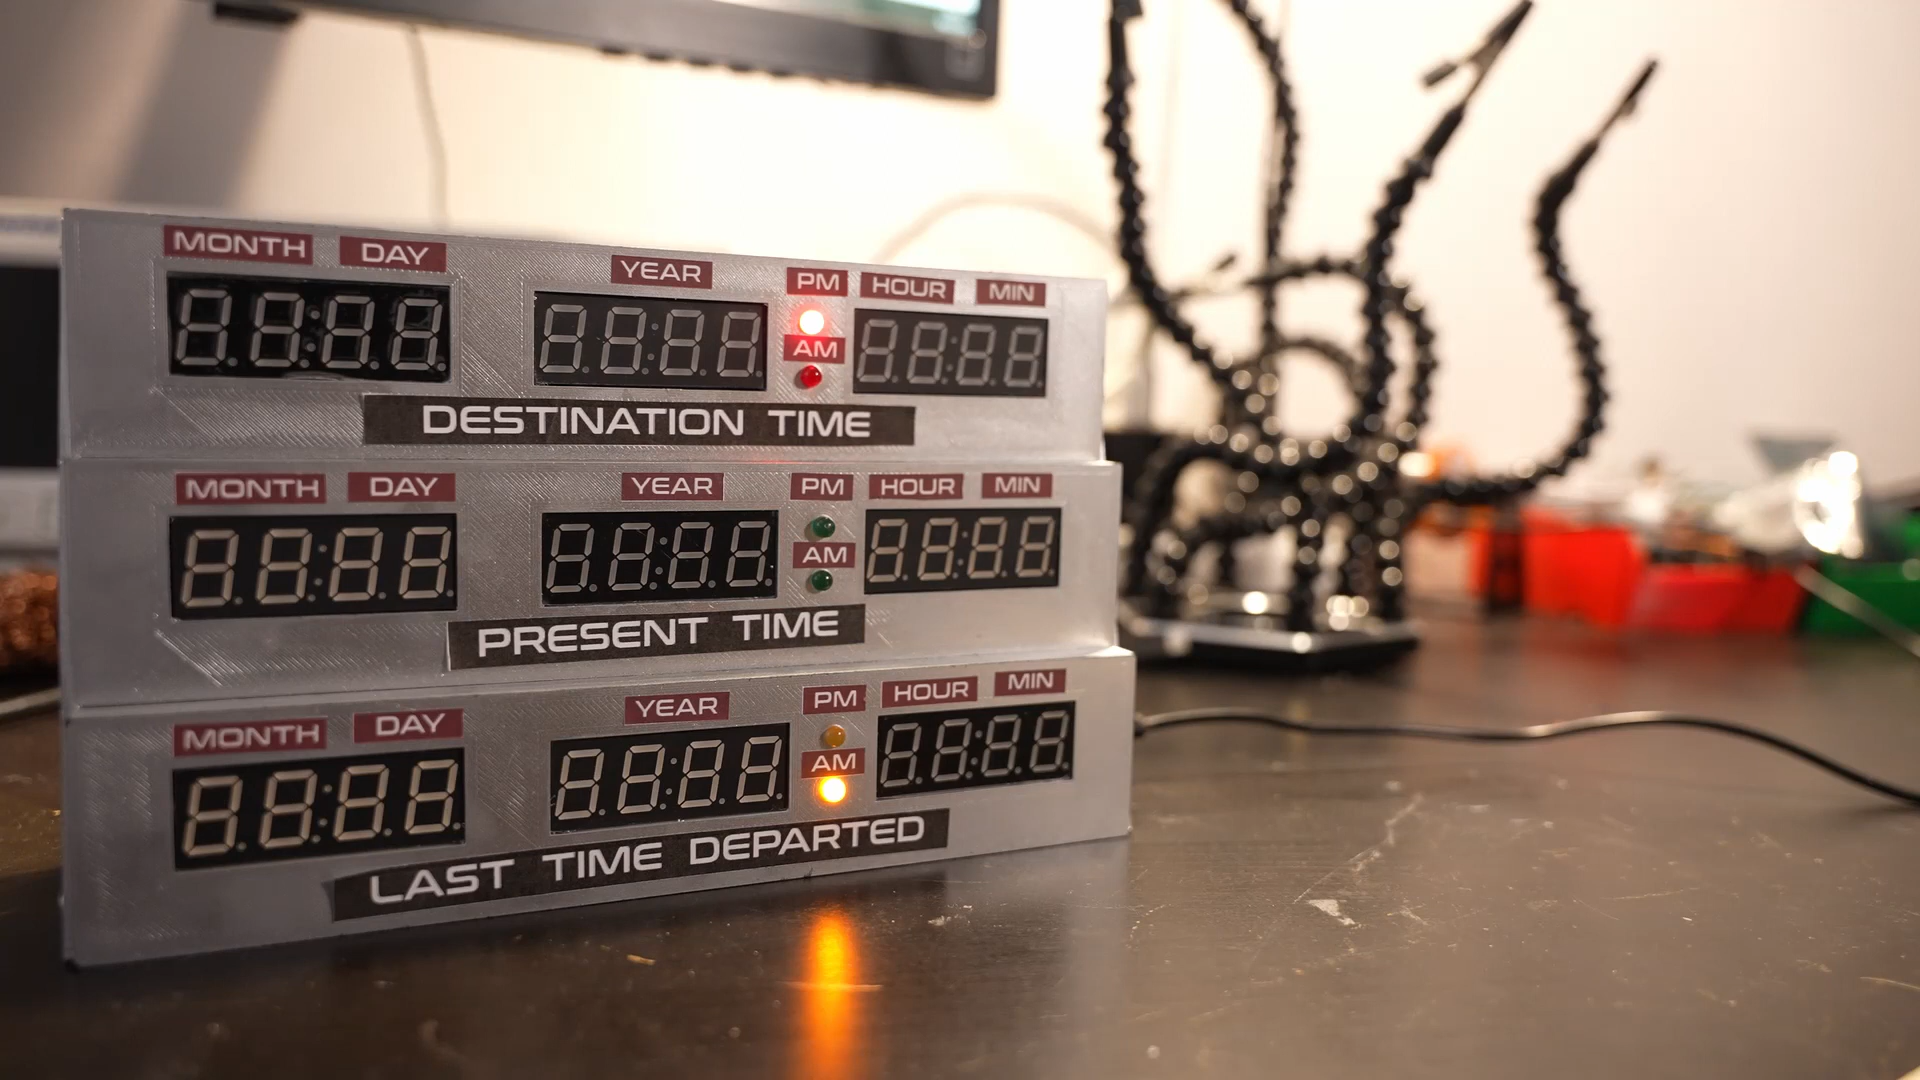 MONTH DAY YEAR PM HOUR MIN
AM
DESTINATION TIME
MONTH DAY YEAR PM HOUR MIN
AM
PRESENT TIME
MONTH DAY YEAR PM HOUR MIN
AM
LAST TIME DEPARTED